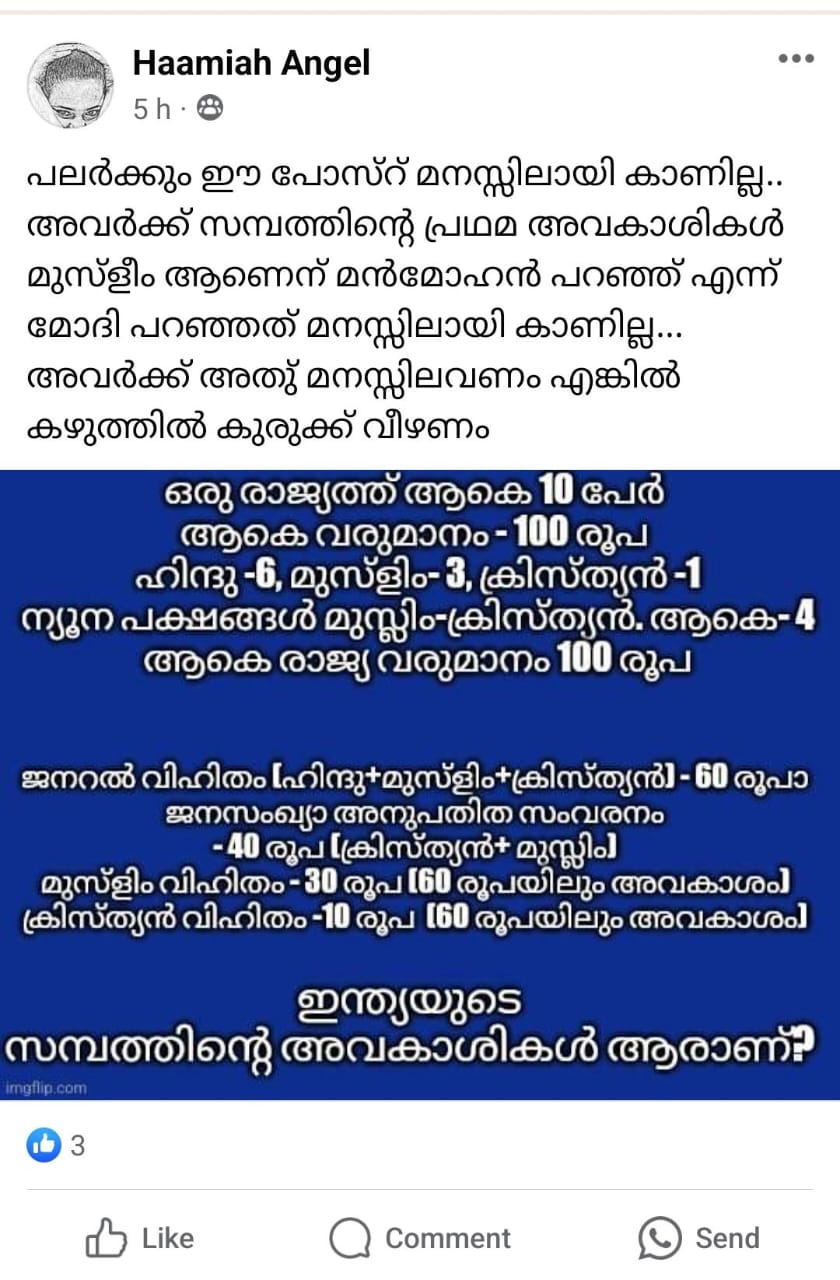 Haamiah Angel
5 h ·
പലർക്കും ഈ പോസ്റ് മനസ്സിലായി കാണില്ല..
അവർക്ക് സമ്പത്തിന്റെ പ്രഥമ അവകാശികൾ
മുസ്ളീം ആണെന് മൻമോഹൻ പറഞ്ഞ് എന്ന്
മോദി പറഞ്ഞത് മനസ്സിലായി കാണില്ല...
അവർക്ക് അതു് മനസ്സിലവണം എങ്കിൽ
കഴുത്തിൽ കുരുക്ക് വീഴണം
ഒരു രാജ്യത്ത് ആകെ 10 പേർ
ആകെ വരുമാനം - 100 രൂപ
ഹിന്ദു -6, മുസ്ളിം- 3, ക്രിസ്ത്യൻ -1
ന്യൂന പക്ഷങ്ങൾ മുസ്ലിം-ക്രിസ്ത്യൻ. ആകെ- 4
ആകെ രാജ്യ വരുമാനം 100 രൂപ
ജനറൽ വിഹിതം [ഹിന്ദു+മുസ്ളിം+ക്രിസ്ത്യൻ] - 60 രൂപാ
ജനസംഖ്യാ അനുപതിത സംവരനം
- 40 രൂപ [ക്രിസ്ത്യൻ+ മുസ്ലിം]
മുസ്ളിം വിഹിതം - 30 രൂപ [60 രൂപയിലും അവകാശം]
ക്രിസ്ത്യൻ വിഹിതം -10 രൂപ [60 രൂപയിലും അവകാശം]
ഇന്ത്യയുടെ
സമ്പത്തിന്റെ അവകാശികൾ ആരാണ്?
imgflip.com
3
Like Comment Send